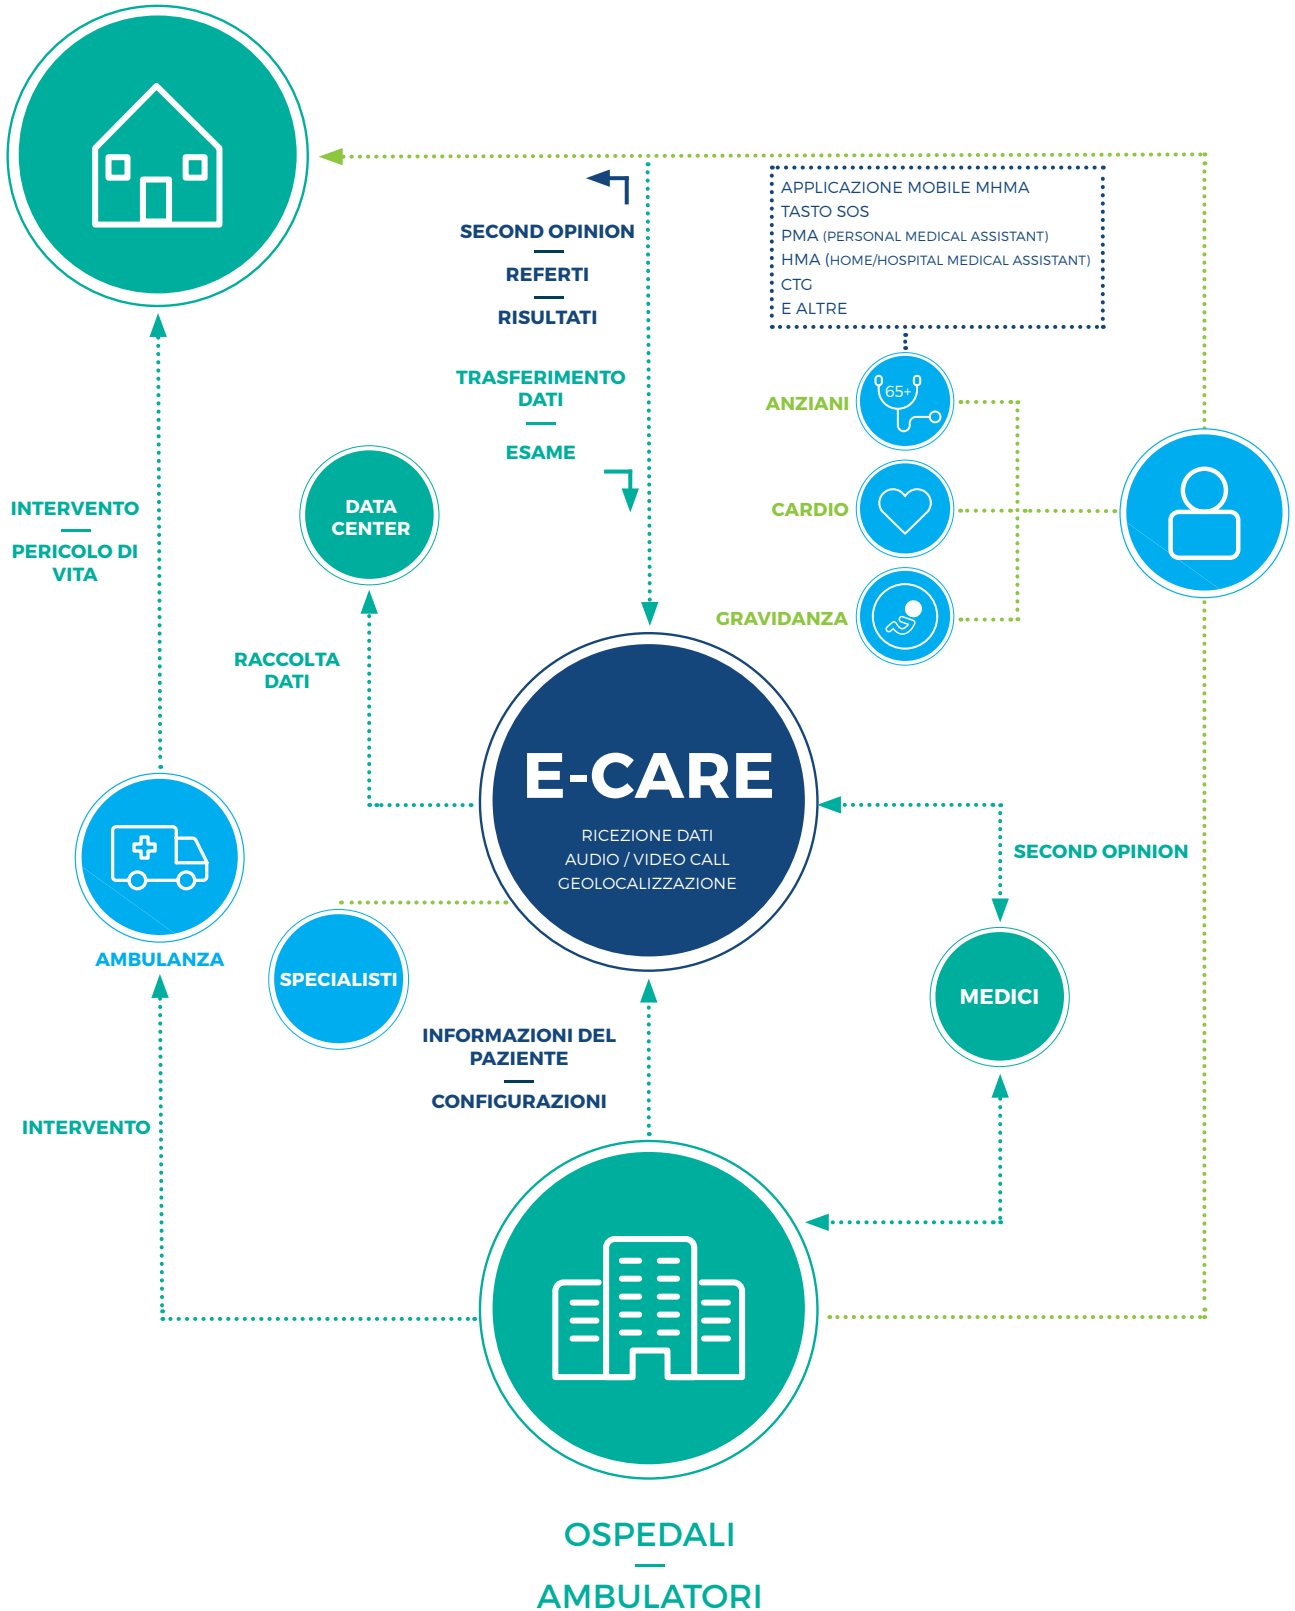 APPLICAZIONE MOBILE MHMA
TASTO SOS
PMA (PERSONAL MEDICAL ASSISTANT)
HMA (HOME/HOSPITAL MEDICAL ASSISTANT)
CTG
E ALTRE
SECOND OPINION
REFERTI
RISULTATI
TRASFERIMENTO
DATI
ESAME
65+
ANZIANI
CARDIO
GRAVIDANZA
INTERVENTO
PERICOLO DI
VITA
DATA
CENTER
RACCOLTA
DATI
E-CARE
RICEZIONE DATI
AUDIO / VIDEO CALL
GEOLOCALIZZAZIONE
SECOND OPINION
AMBULANZA
SPECIALISTI
MEDICI
INFORMAZIONI DEL
PAZIENTE
CONFIGURAZIONI
INTERVENTO
OSPEDALI
AMBULATORI